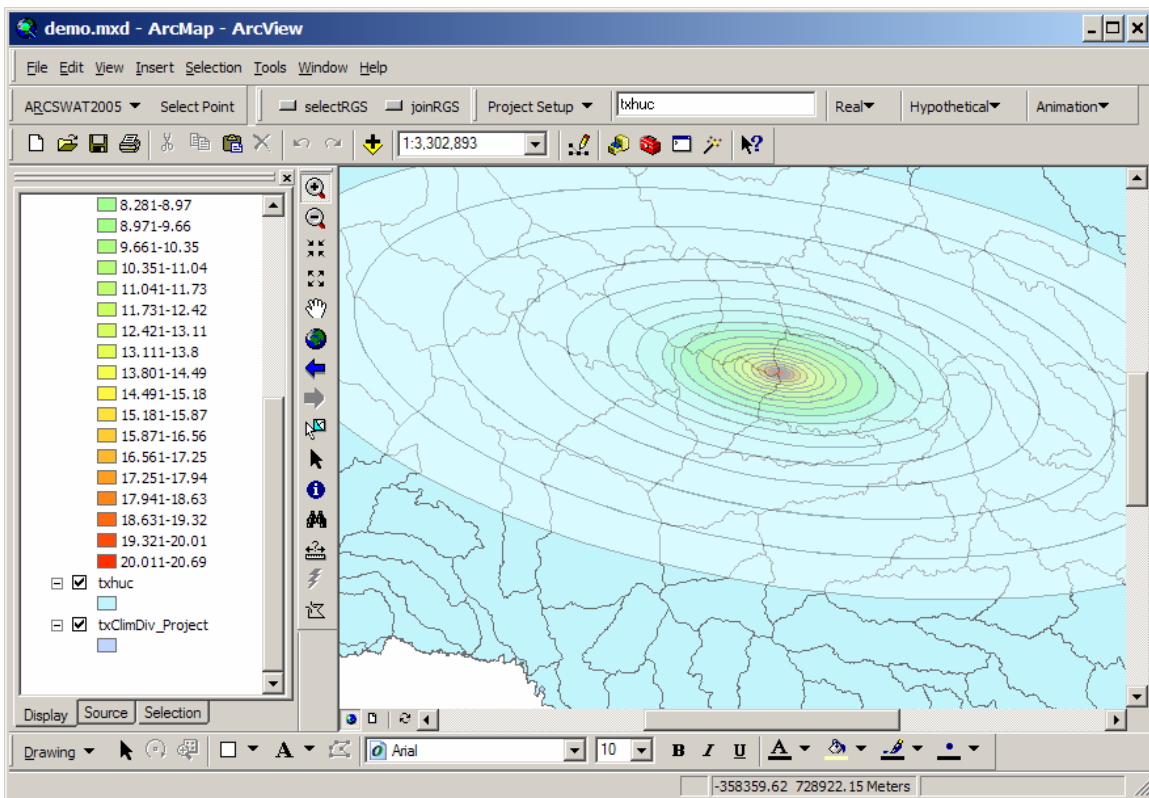 demo.mxd - ArcMap - ArcView
File Edit View Insert Selection Tools Window Help
ARCSWAT2005 Select Point selectRGS joinRGS Project Setup txhuc Real Hypothetical Animation
1:3,302,893
8.281-8.97
8.971-9.66
9.661-10.35
10.351-11.04
11.041-11.73
11.731-12.42
12.421-13.11
13.111-13.8
13.801-14.49
14.491-15.18
15.181-15.87
15.871-16.56
16.561-17.25
17.251-17.94
17.941-18.63
18.631-19.32
19.321-20.01
20.011-20.69
txhuc
txClimDiv_Project
Display Source Selection
Drawing A Arial 10 B I U A
-358359.62 728922.15 Meters